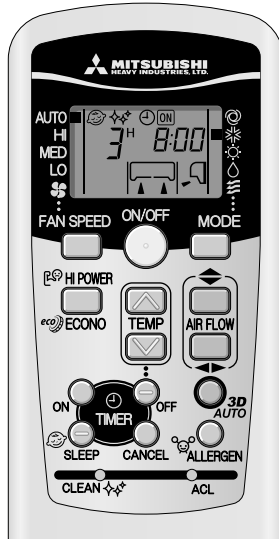 MITSUBISHI
HEAVY INDUSTRIES, LTD.
AUTO ON
HI 3H 8:00
MED
LO
FAN SPEED ON/OFF MODE
HI POWER
eco ECONO TEMP AIR FLOW
ON TIMER OFF 3D AUTO
SLEEP CANCEL ALLERGEN
CLEAN ACL